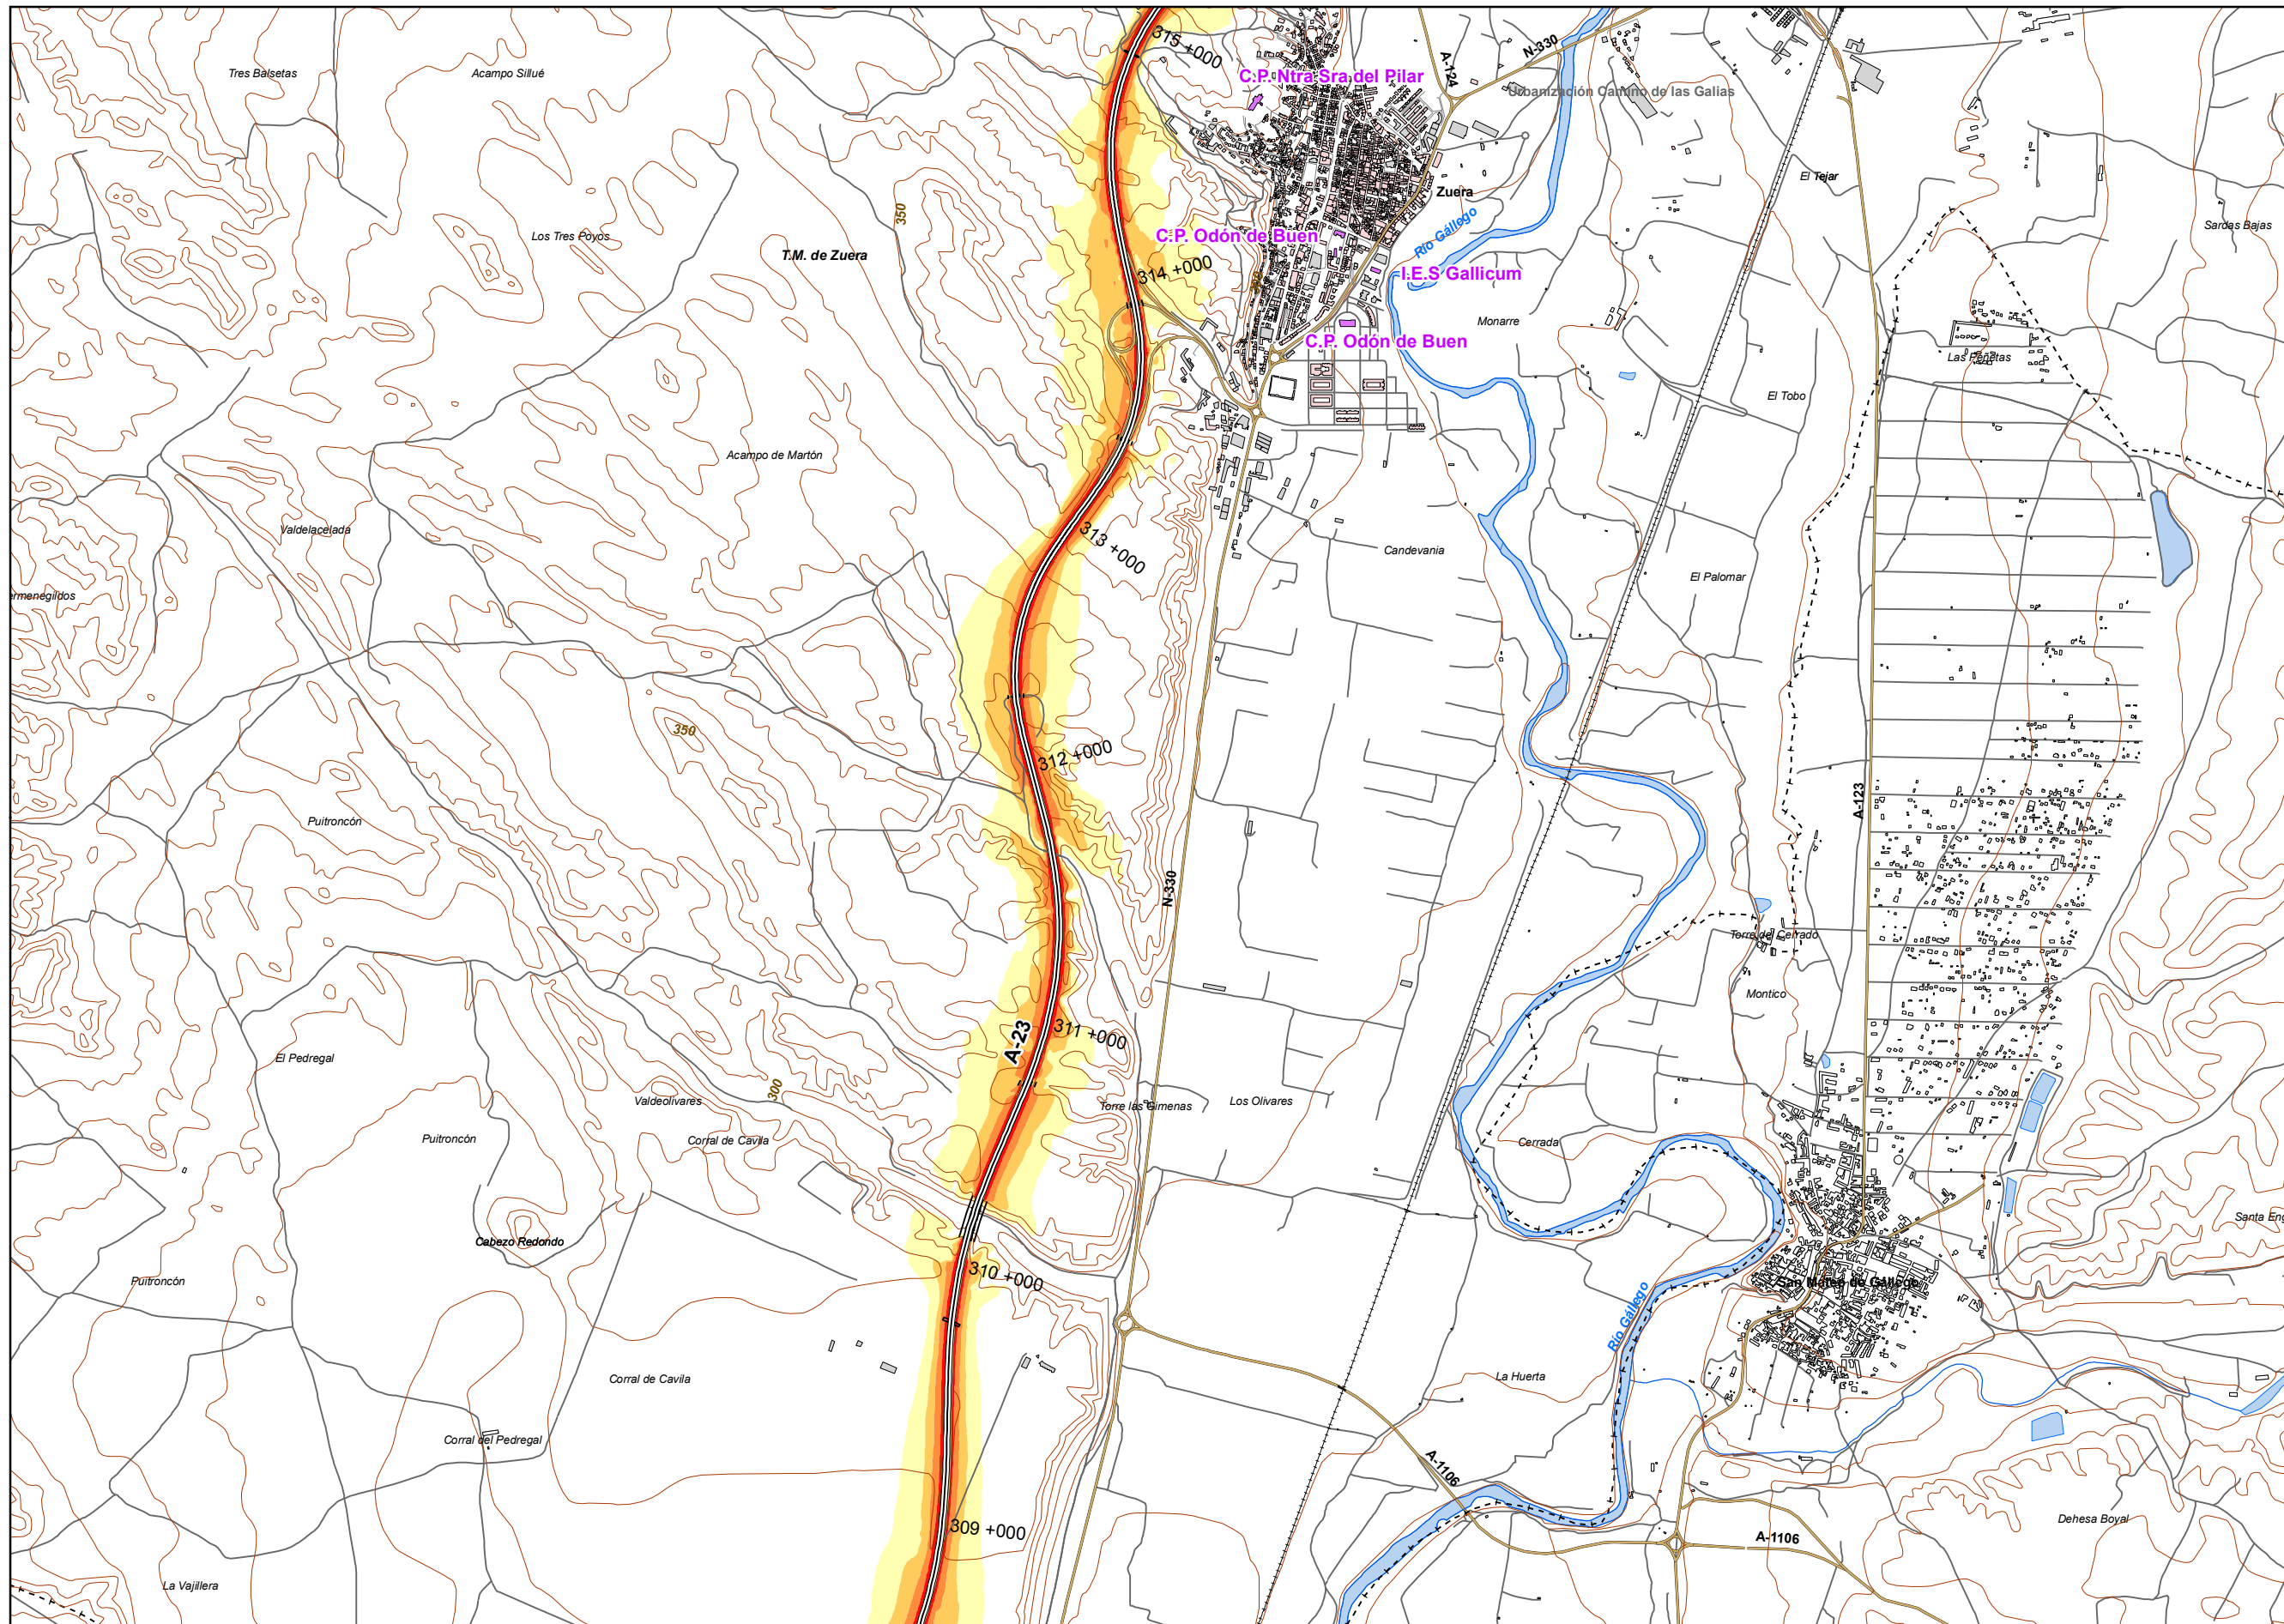 315 +000
N-330
A-124
Tres Balsetas
Acampo Sillué
C.P. Ntra Sra del Pilar
Urbanización Camino de las Galias
El Tejar
Zuera
350
Río Gállego
Sardas Bajas
Los Tres Poyos
C.P. Odón de Buen
T.M. de Zuera
314 +000
I.E.S Gallicum
Monarre
C.P. Odón de Buen
Las Peñetas
El Tobo
Acampo de Martón
Valdelacelada
313 +000
Candevania
El Palomar
ermenegildos
350
312 +000
A-123
Puitroncón
N-330
Torre de Cerrado
Montico
A-23
311 +000
El Pedregal
300
Valdeolivares
Torre las Gimenas
Los Olivares
Puitroncón
Corral de Cavila
Cerrada
Santa Eng
Cabezo Redondo
310 +000
Puitroncón
San Mateo de Gállego
Río Gállego
Corral de Cavila
La Huerta
Corral del Pedregal
A-1106
309 +000
Dehesa Boyal
A-1106
La Vajillera